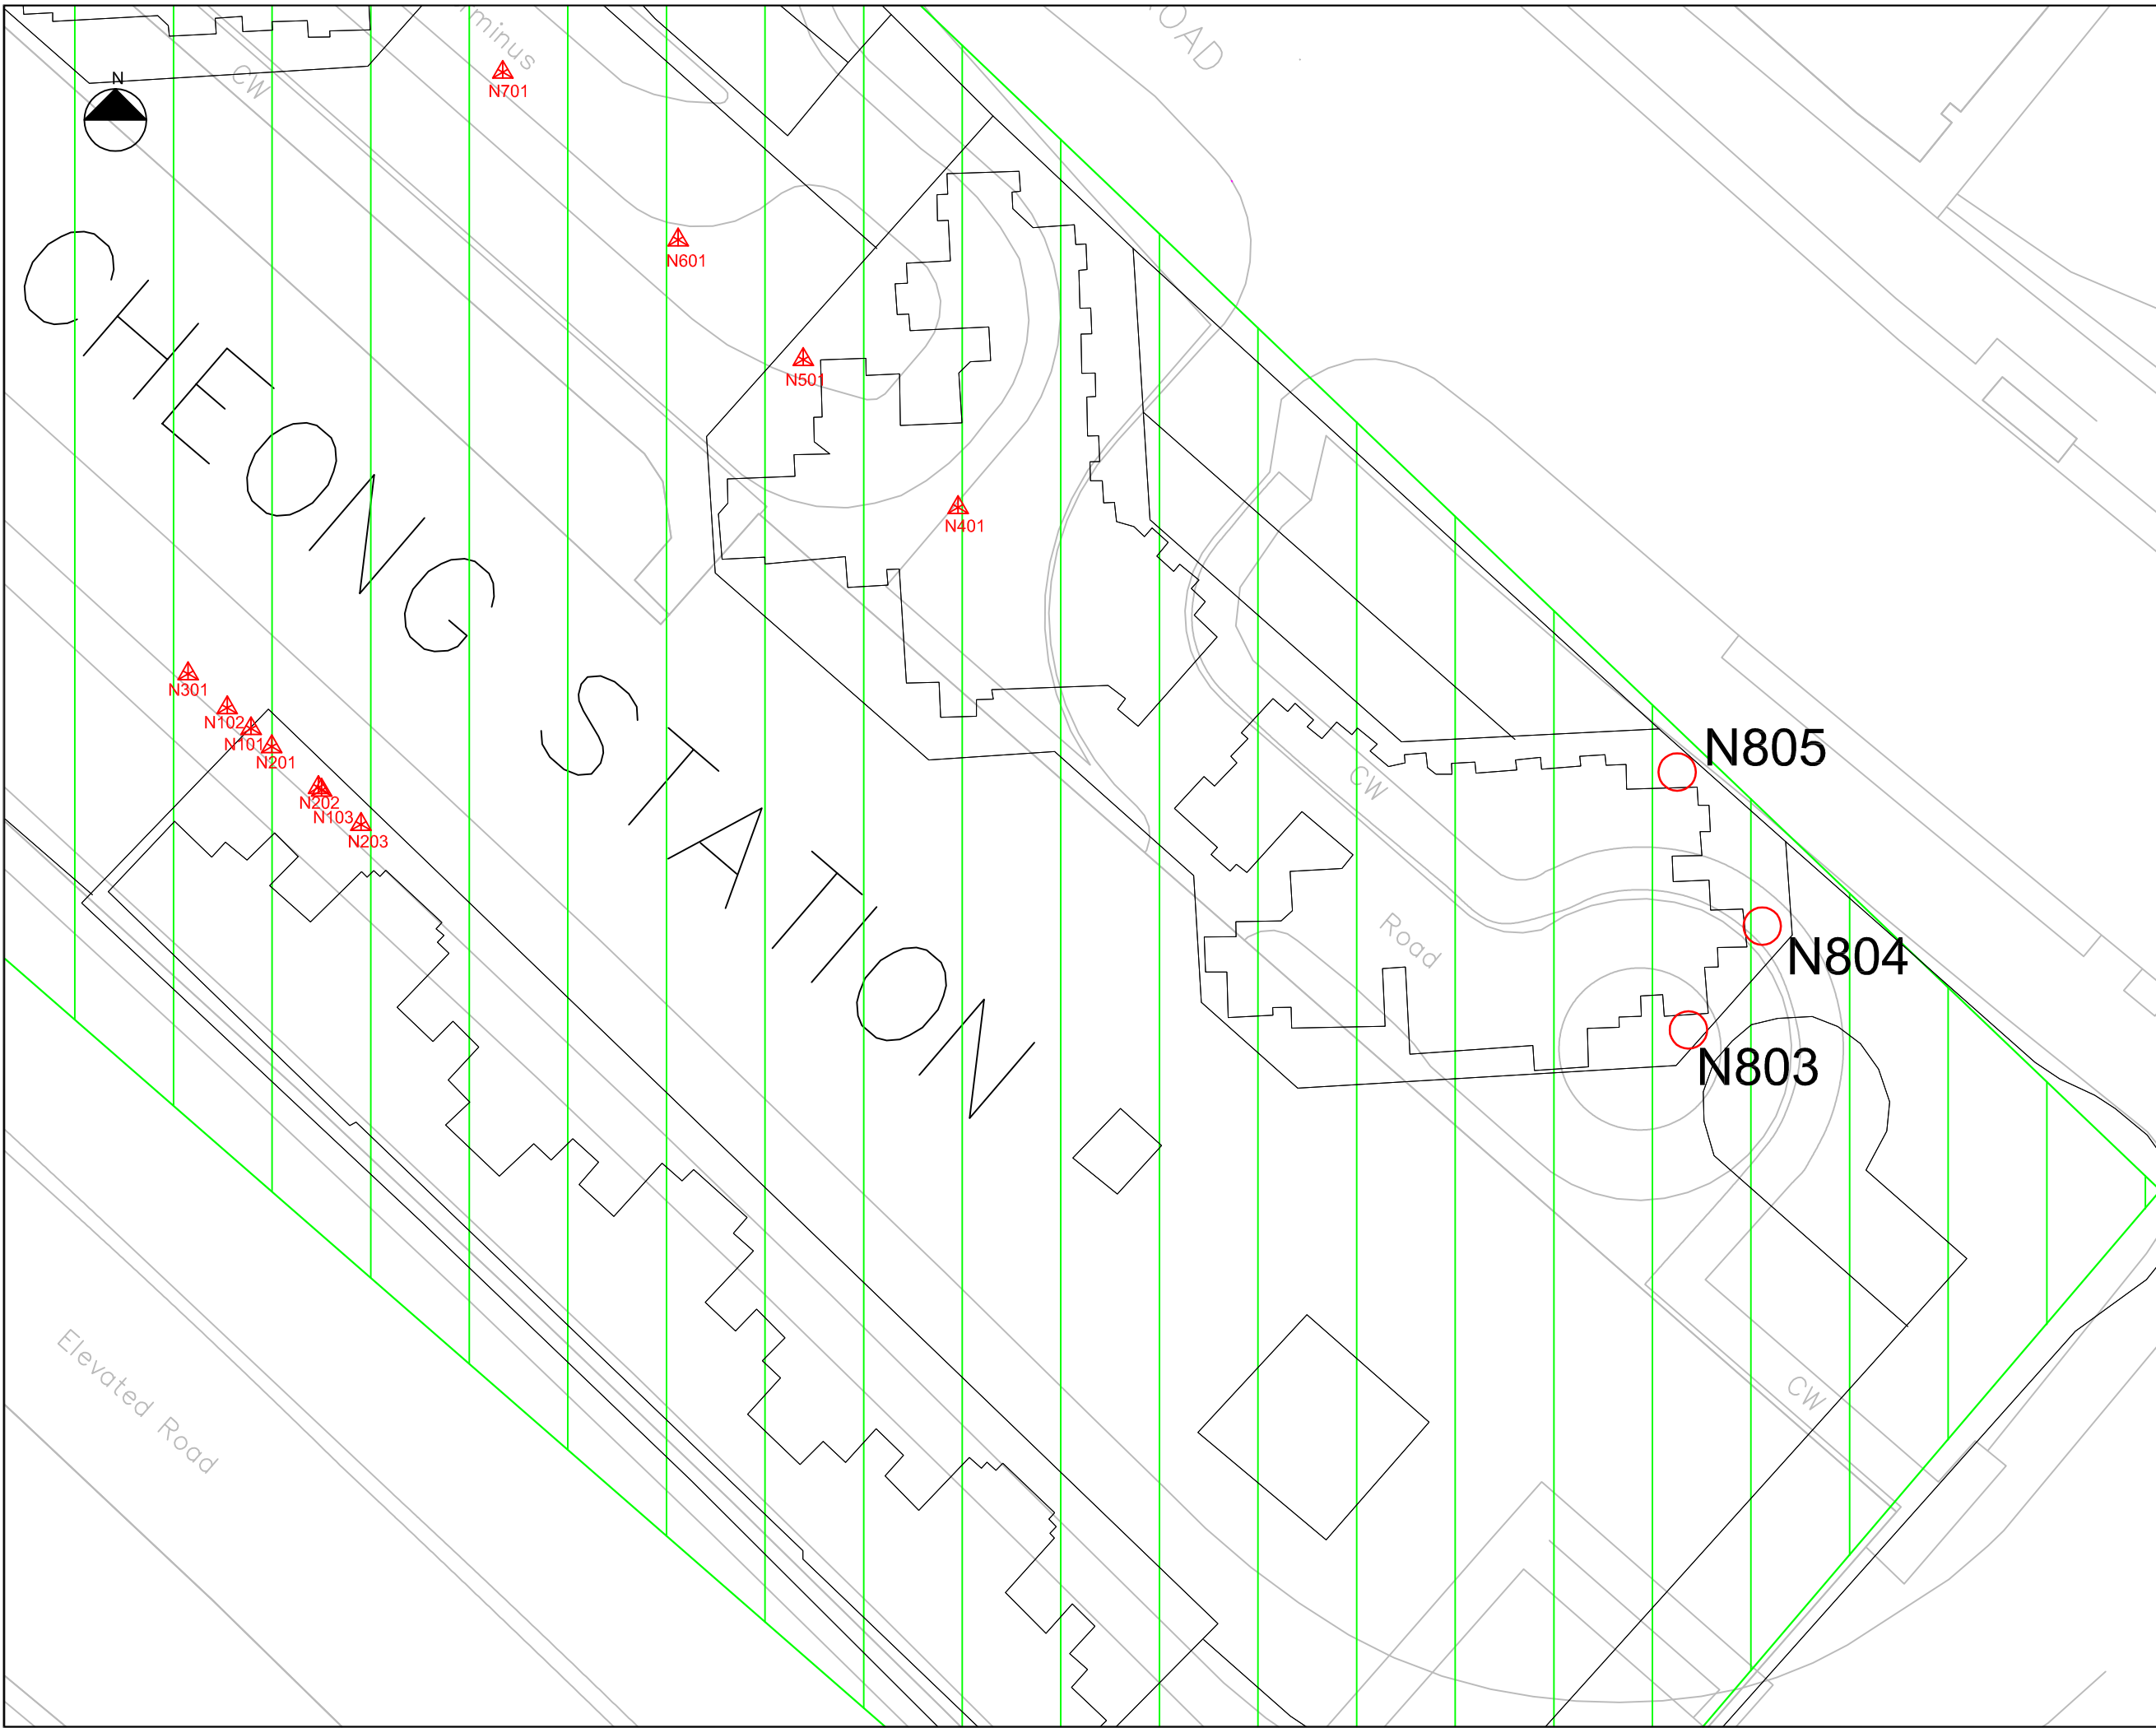 N
CW
minus
OAD
N701
N601
N501
N401
CHEONG STATION
N301
N102
N101
N201
N202
N103
N203
N805
CW
N804
Road
N803
Elevated Road
CW